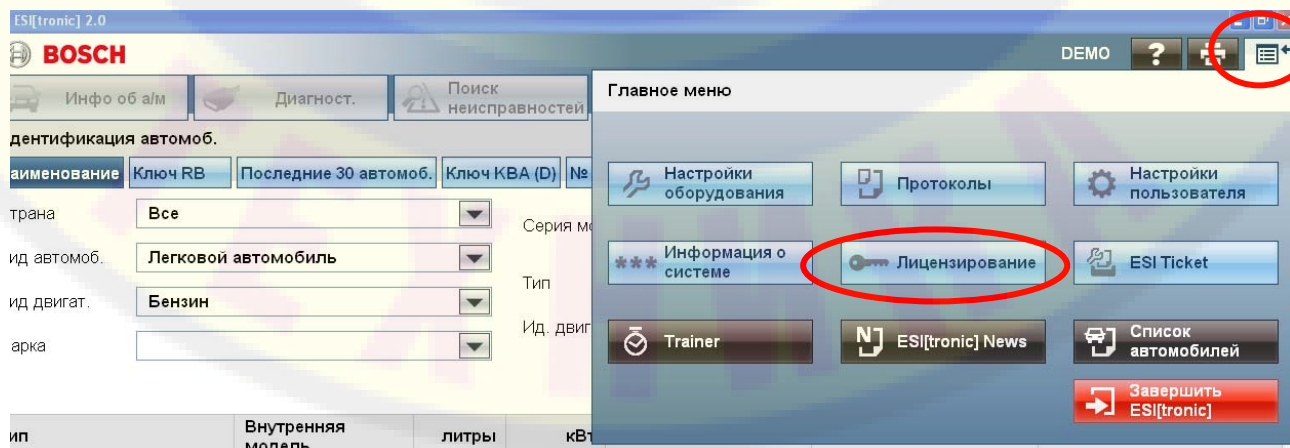 ESI[tronic] 2.0
BOSCH
DEMO ?
Инфо об а/м
Диагност.
Поиск
неисправностей
Главное меню
дентификация автомоб.
аименование Ключ RB Последние 30 автомоб. Ключ KBA (D) №
трана Все
Серия мо
ид автомоб. Легковой автомобиль
Тип
ид двигат. Бензин
Ид. двиг
арка
Настройки
оборудования
Протоколы
Настройки
пользователя
*** Информация о
системе
Лицензирование
ESI Ticket
Trainer
ESI[tronic] News
Список
автомобилей
Завершить
ESI[tronic]
ип
Внутренняя
модель
литры
кВт